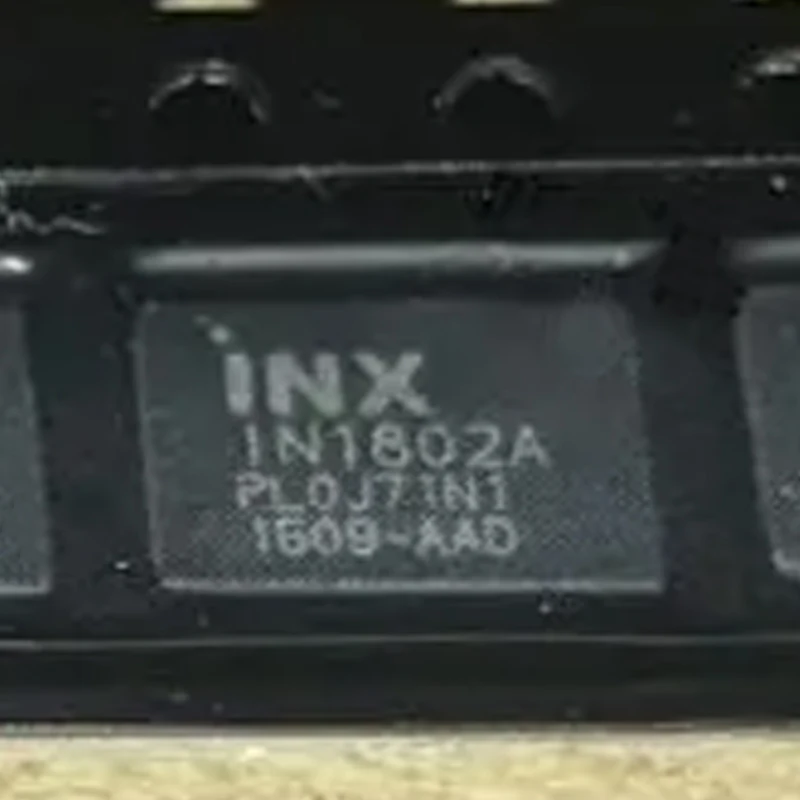 INX
IN1802A
PL0J71N1
1609-AAD